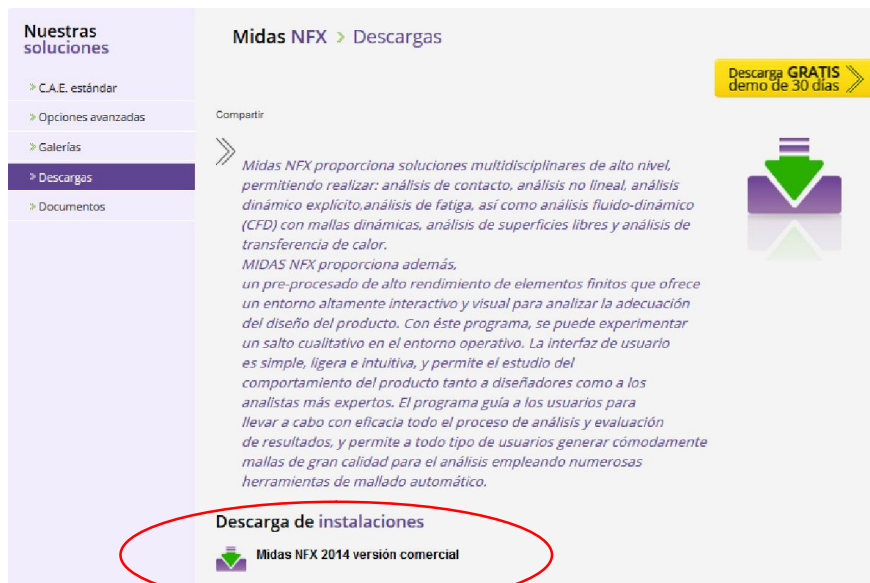 Nuestras
soluciones
> C.A.E. estándar
> Opciones avanzadas
> Galerías
> Descargas
> Documentos
Midas NFX > Descargas
Descarga GRATIS
demo de 30 días
Compartir
Midas NFX proporciona soluciones multidisciplinares de alto nivel,
permitiendo realizar: análisis de contacto, análisis no lineal, análisis
dinámico explícito,análisis de fatiga, así como análisis fluido-dinámico
(CFD) con mallas dinámicas, análisis de superficies libres y análisis de
transferencia de calor.
MIDAS NFX proporciona además,
un pre-procesado de alto rendimiento de elementos finitos que ofrece
un entorno altamente interactivo y visual para analizar la adecuación
del diseño del producto. Con éste programa, se puede experimentar
un salto cualitativo en el entorno operativo. La interfaz de usuario
es simple, ligera e intuitiva, y permite el estudio del
comportamiento del producto tanto a diseñadores como a los
analistas más expertos. El programa guía a los usuarios para
llevar a cabo con eficacia todo el proceso de análisis y evaluación
de resultados, y permite a todo tipo de usuarios generar cómodamente
mallas de gran calidad para el análisis empleando numerosas
herramientas de mallado automático.
Descarga de instalaciones
Midas NFX 2014 versión comercial